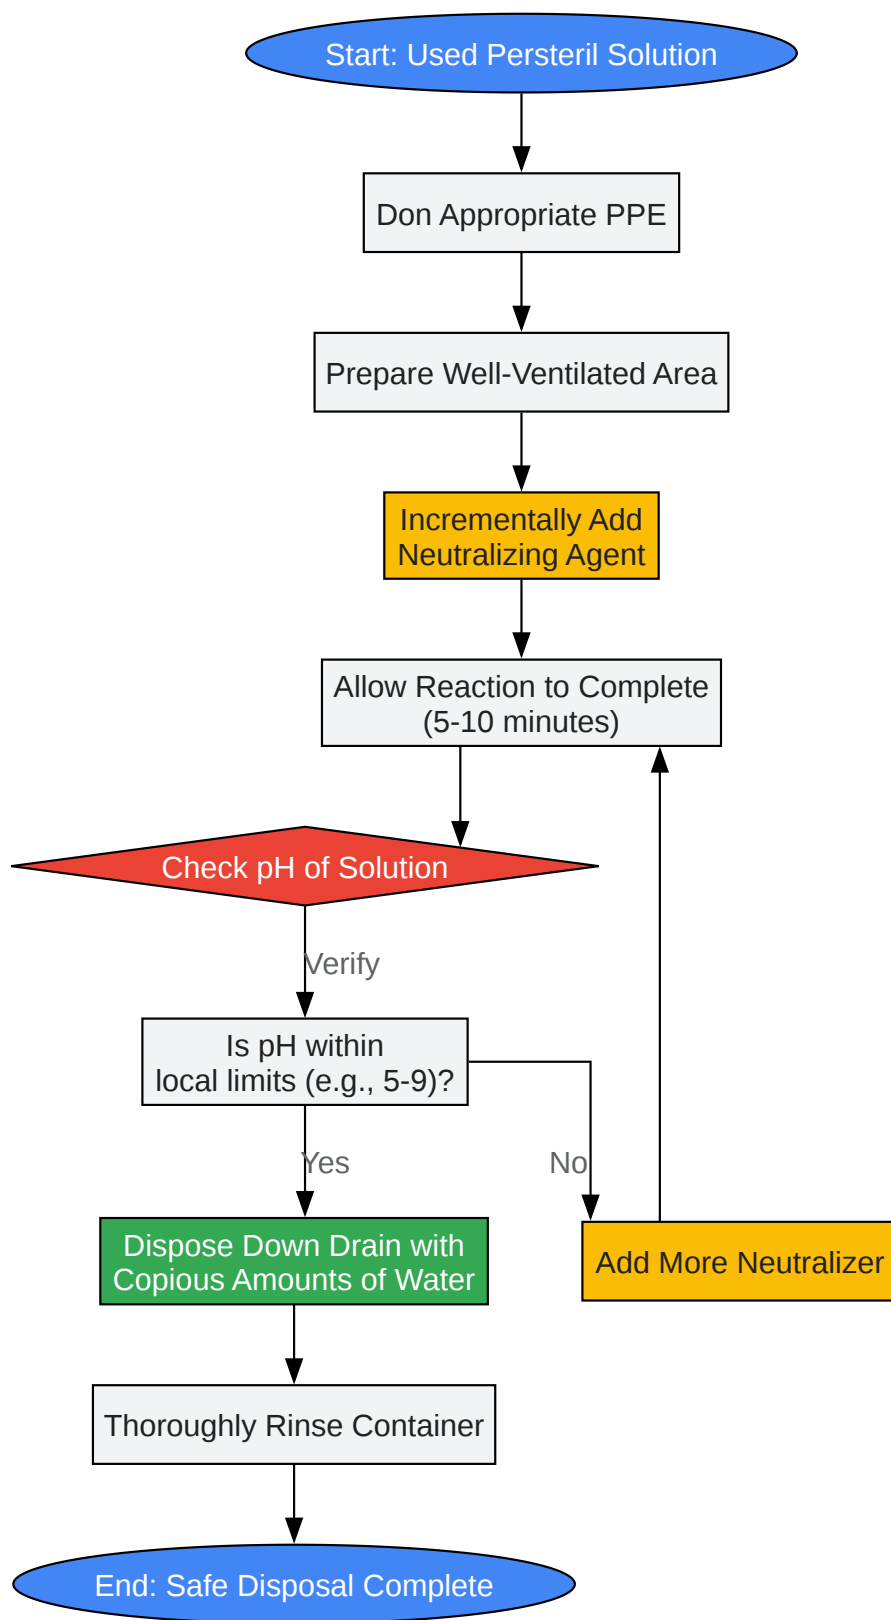 Start: Used Persteril Solution
Don Appropriate PPE
Prepare Well-Ventilated Area
Incrementally Add
Neutralizing Agent
Allow Reaction to Complete
(5-10 minutes)
Check pH of Solution
Verify
Is pH within
local limits (e.g., 5-9)?
Yes
No
Dispose Down Drain with
Copious Amounts of Water
Add More Neutralizer
Thoroughly Rinse Container
End: Safe Disposal Complete